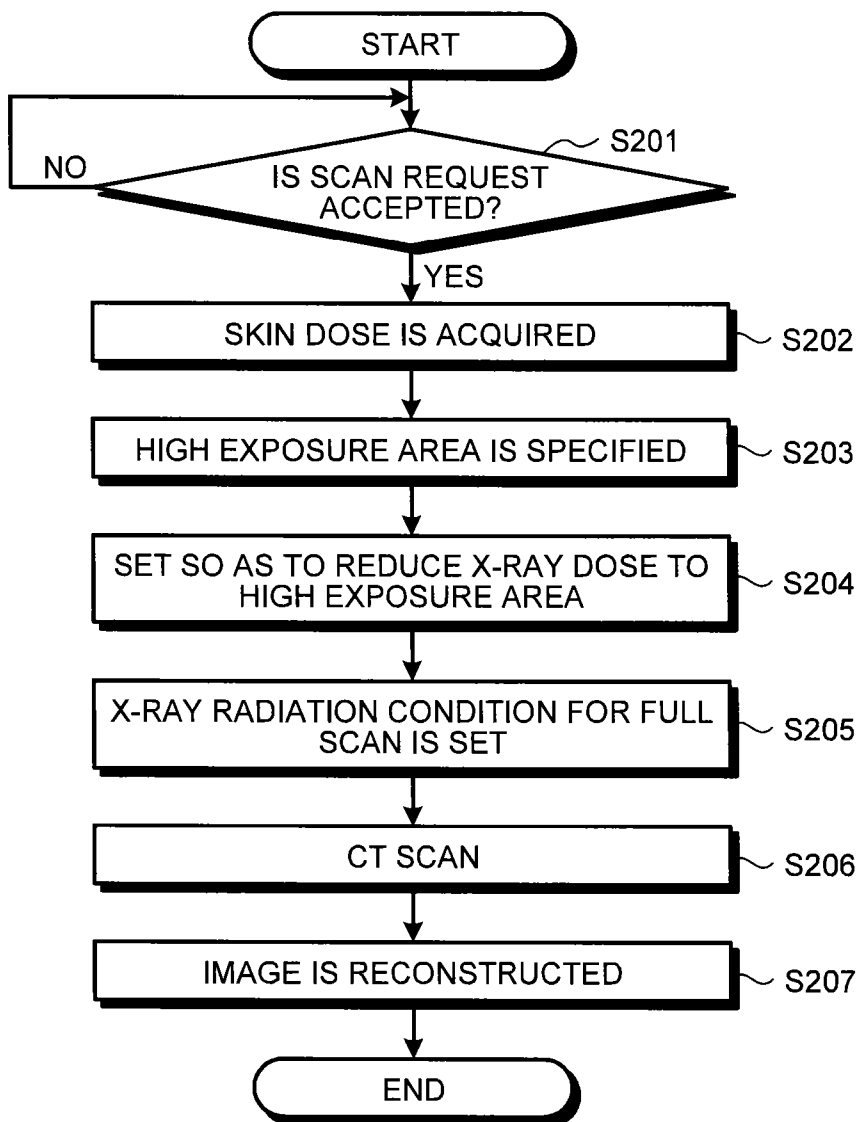 START
S201
NO
IS SCAN REQUEST
ACCEPTED?
YES
SKIN DOSE IS ACQUIRED
S202
HIGH EXPOSURE AREA IS SPECIFIED
S203
SET SO AS TO REDUCE X-RAY DOSE TO
HIGH EXPOSURE AREA
S204
X-RAY RADIATION CONDITION FOR FULL
SCAN IS SET
S205
CT SCAN
S206
IMAGE IS RECONSTRUCTED
S207
END